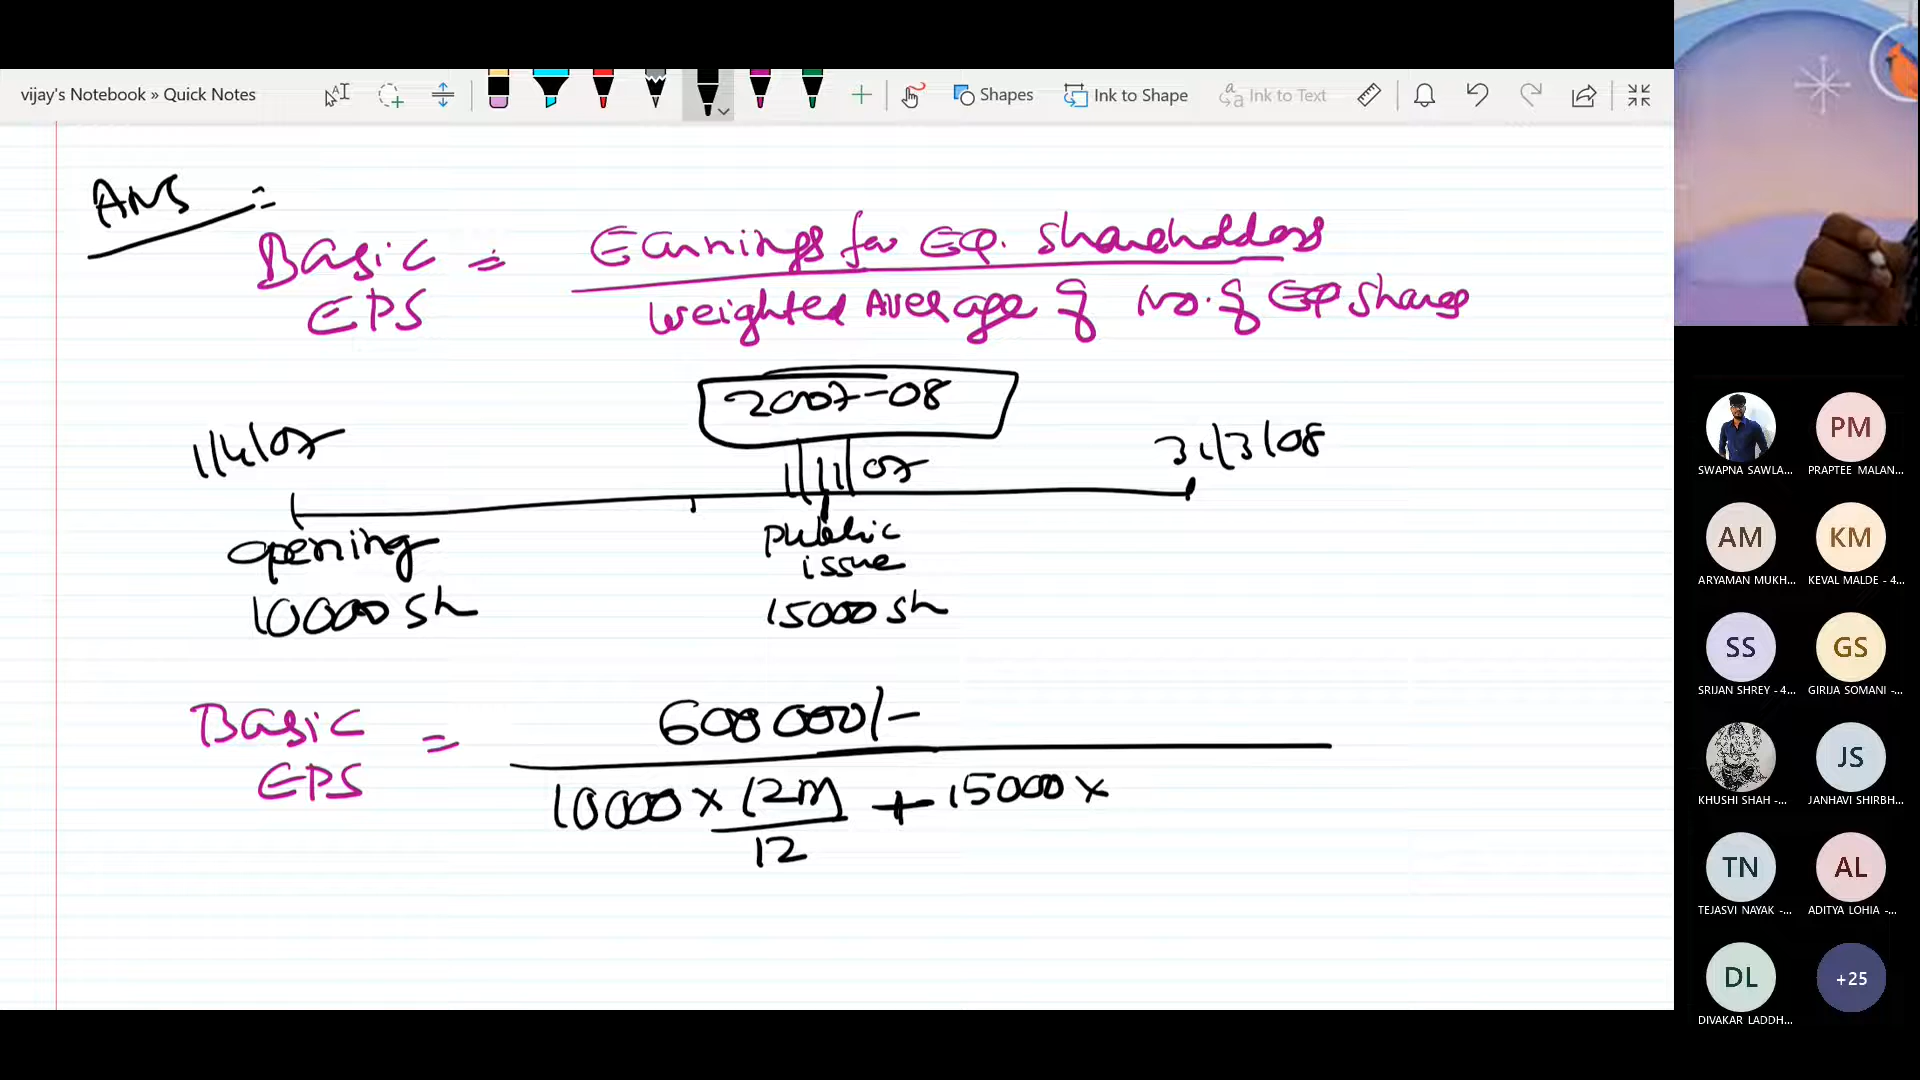 vijay's Notebook » Quick Notes
Shapes
Ink to Shape
Ink to Text
ANS :=
Basic EPS = Earnings for Eq. shareholders
Weighted Average of No. of Eq shares
2007-08
1/4/07
1/11/07
31/3/08
opening
public issue
10000 sh
15000 sh
Basic EPS = 600000/-
10000 x 12m + 15000 x
12
SWAPNA SAWLA...
PM
PRAPTEE MALAN...
AM
ARYAMAN MUKH...
KM
KEVAL MALDE - 4...
SS
SRIJAN SHREY - 4...
GS
GIRIJA SOMANI -...
KHUSHI SHAH -...
JS
JANHAVI SHIRBH...
TN
TEJASVI NAYAK -...
AL
ADITYA LOHIA -...
DL
DIVAKAR LADDH...
+25